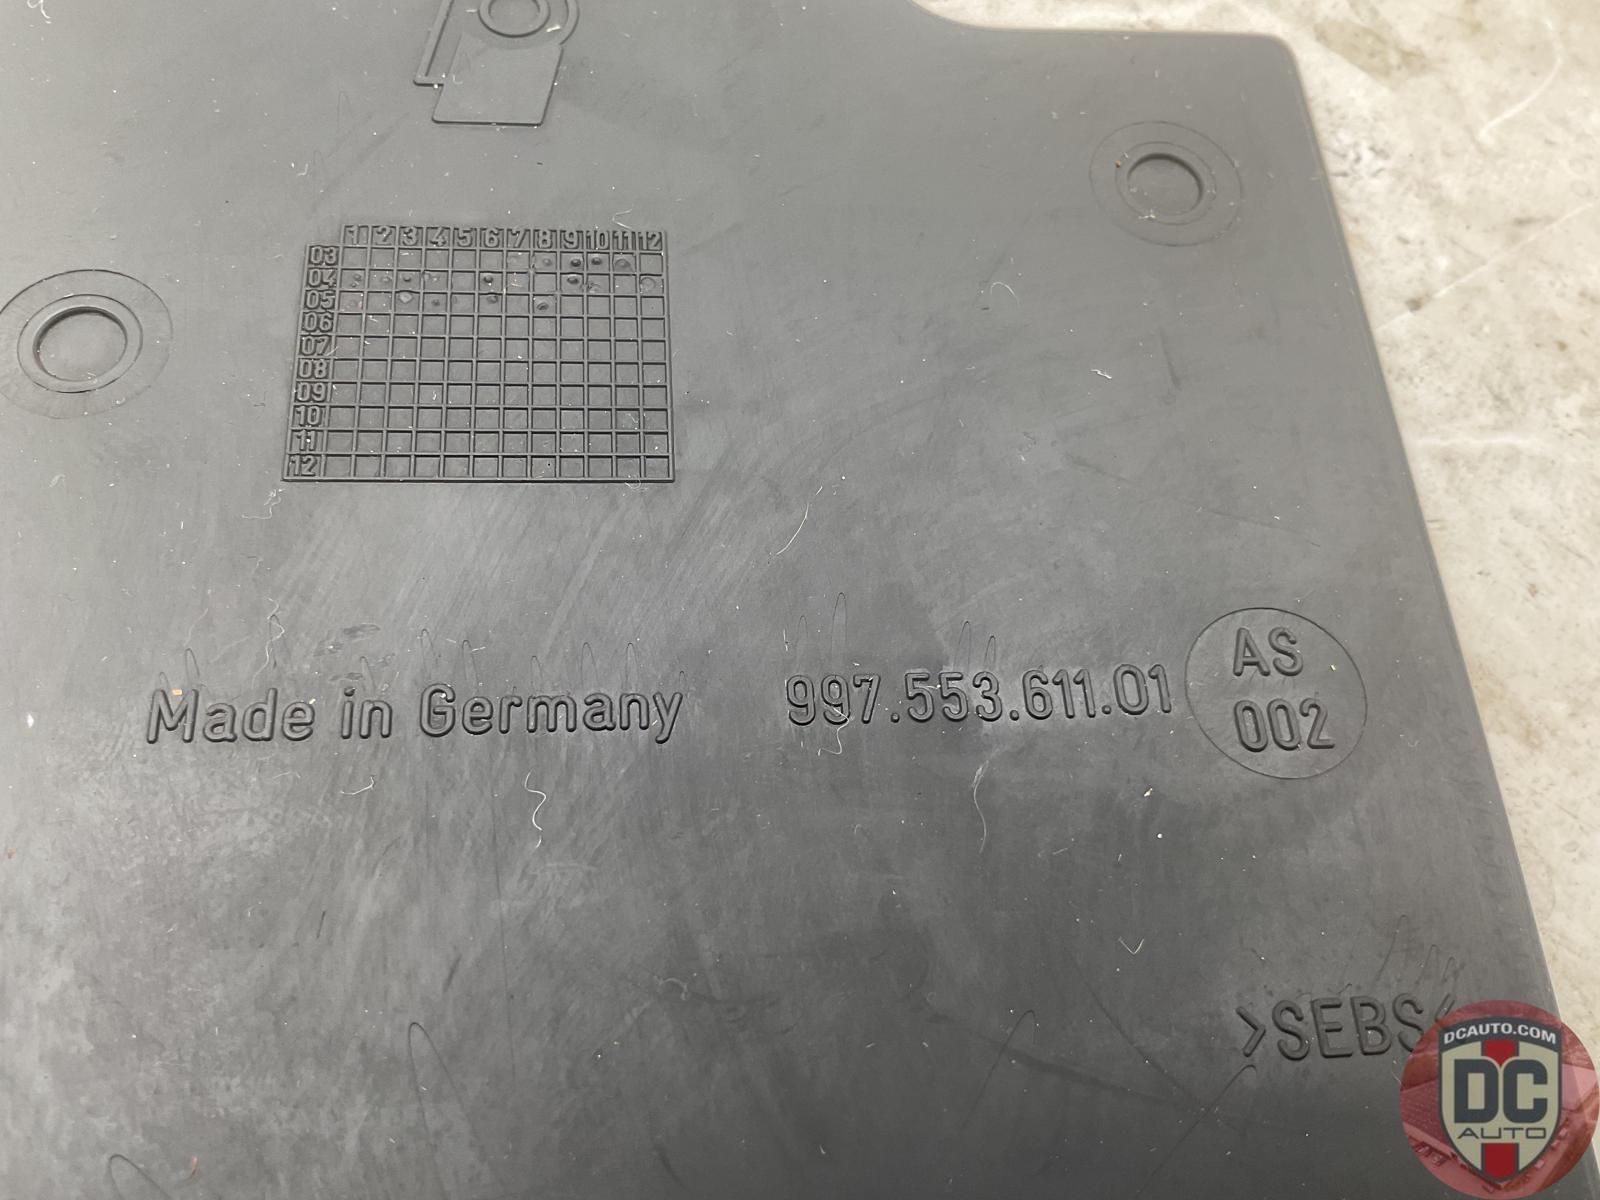 1 2 3 4 5 6 7 8 9 10 11 12
03
04
05
06
07
08
09
10
11
12
Made in Germany
997.553.611.01
AS
002
>SEBS<
DCAUTO.COM
DC
AUTO